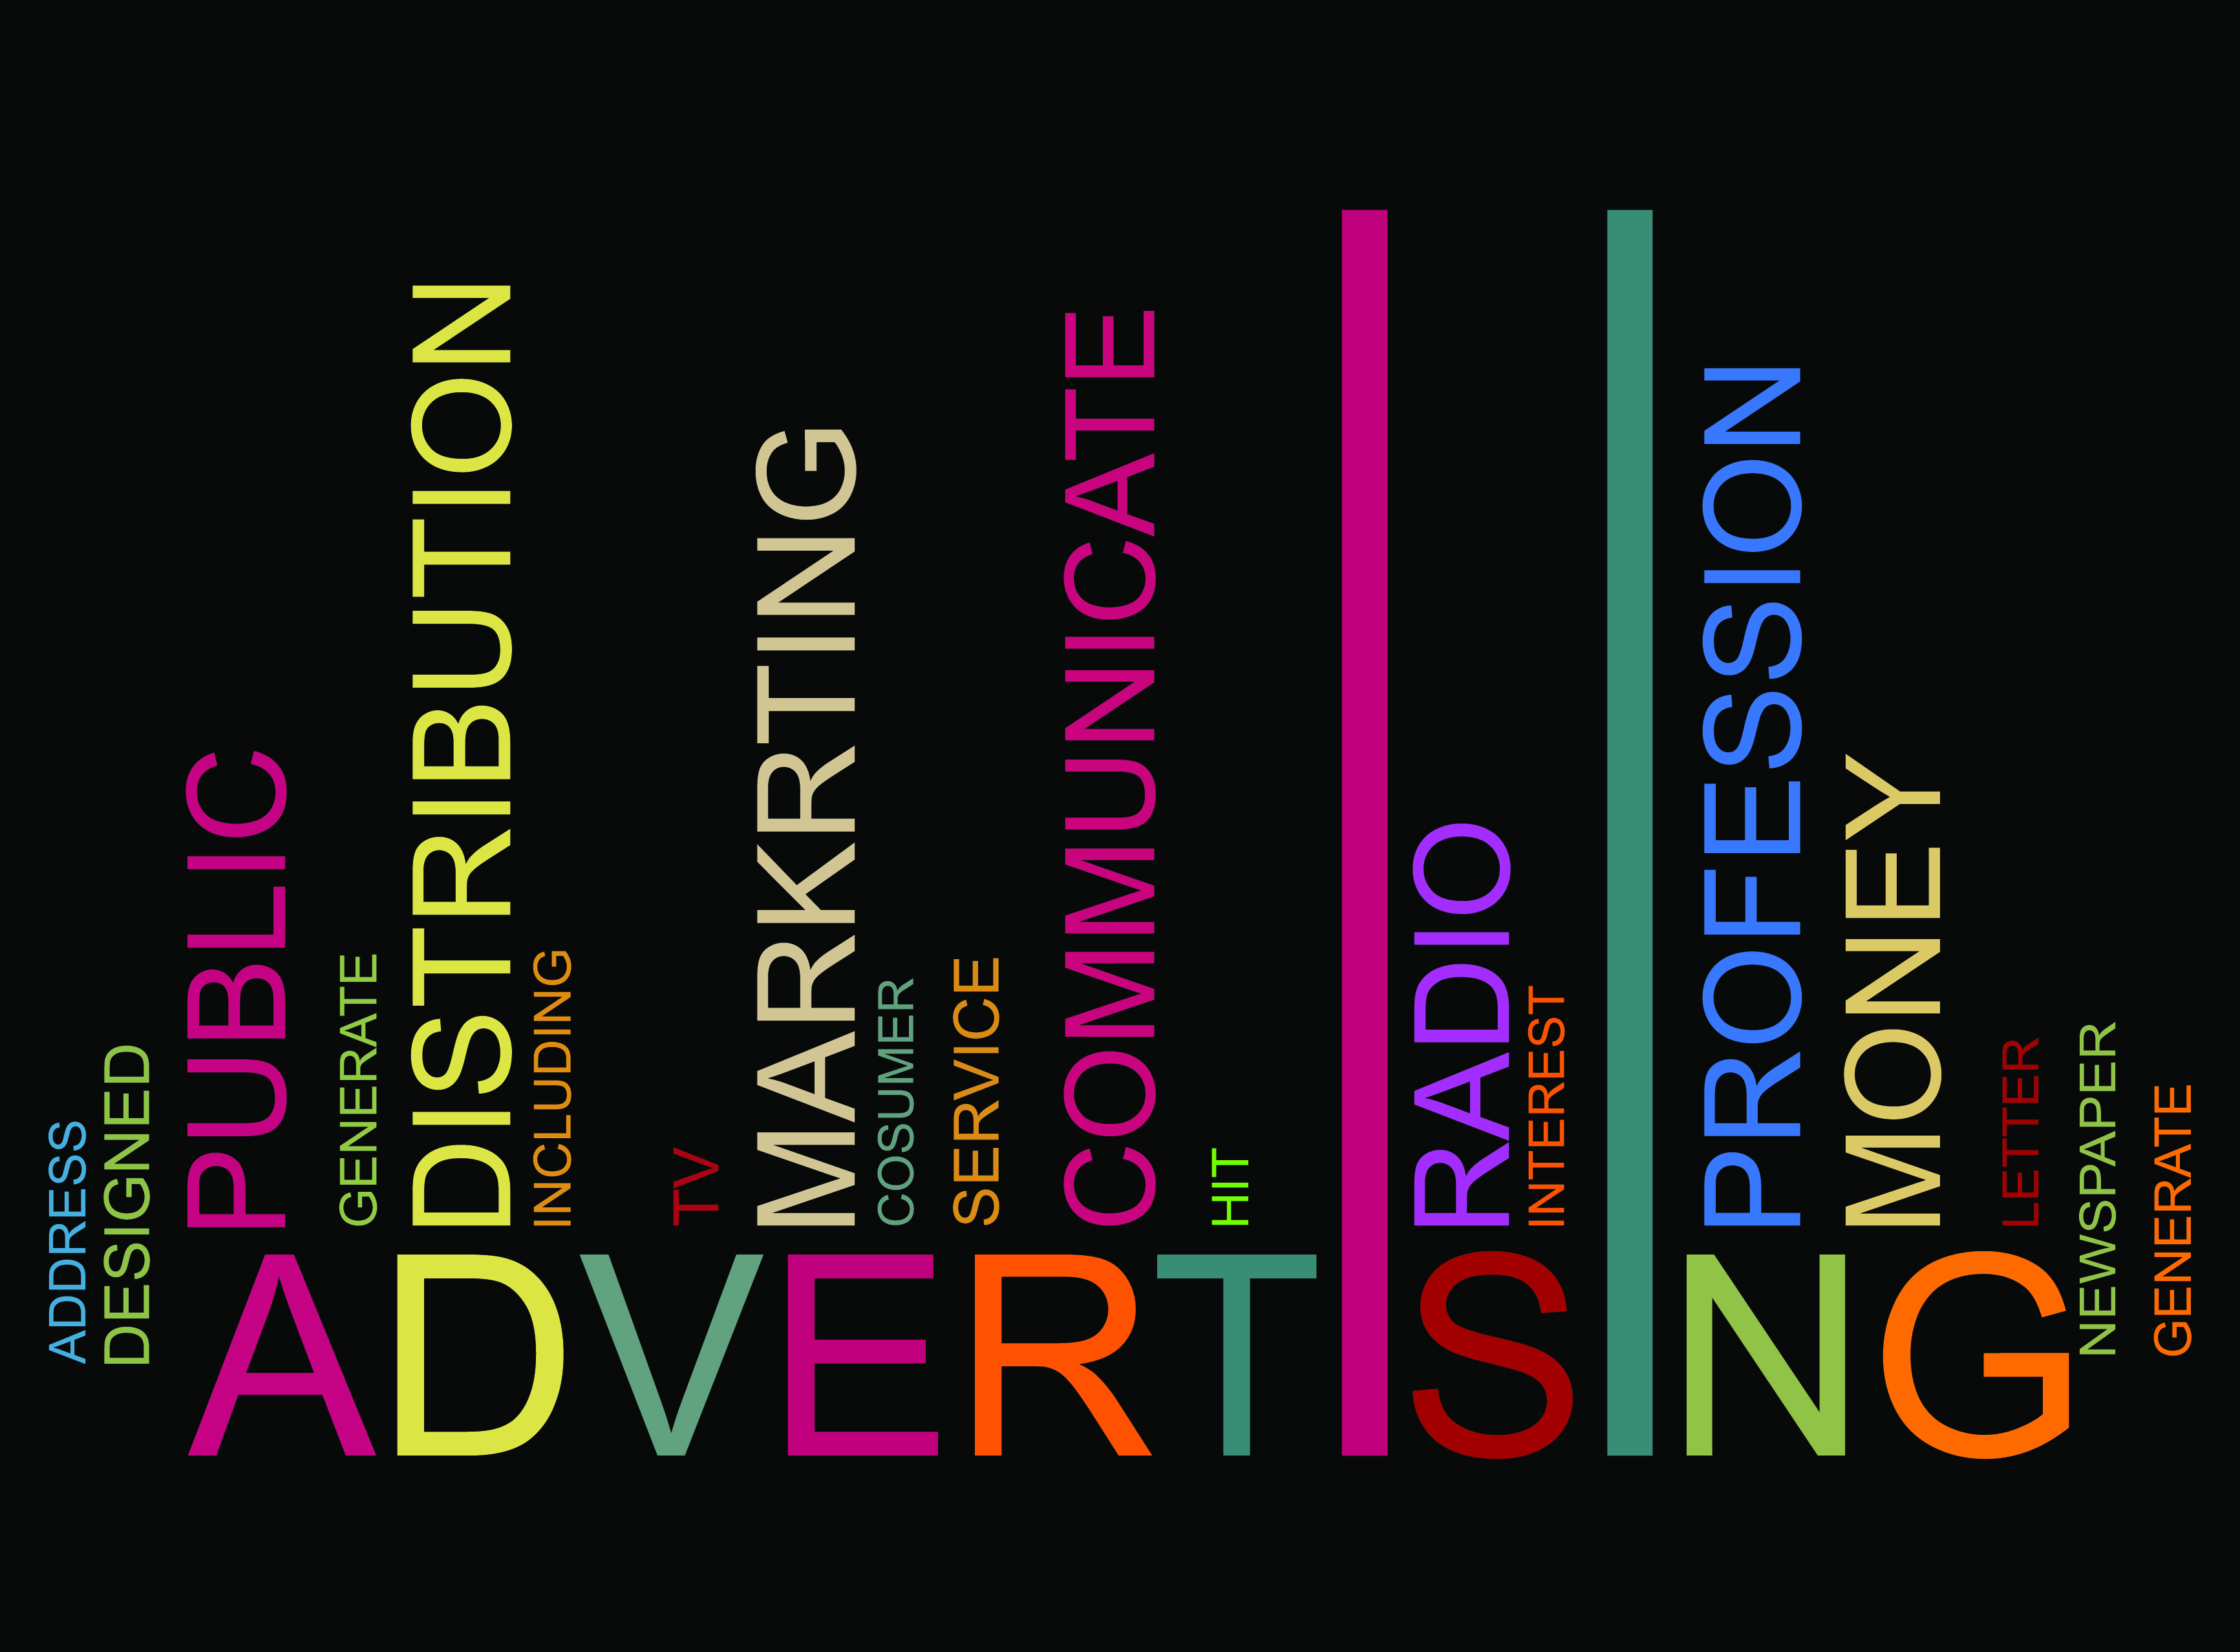 ADDRESS
DESIGNED
PUBLIC
GENERATE
DISTRIBUTION
INCLUDING
TV
MARKRTING
COSUMER
SERVICE
COMMUNICATE
HIT
RADIO
INTEREST
PROFESSION
MONEY
LETTER
NEWSPAPER
GENERATE
ADVERTISING